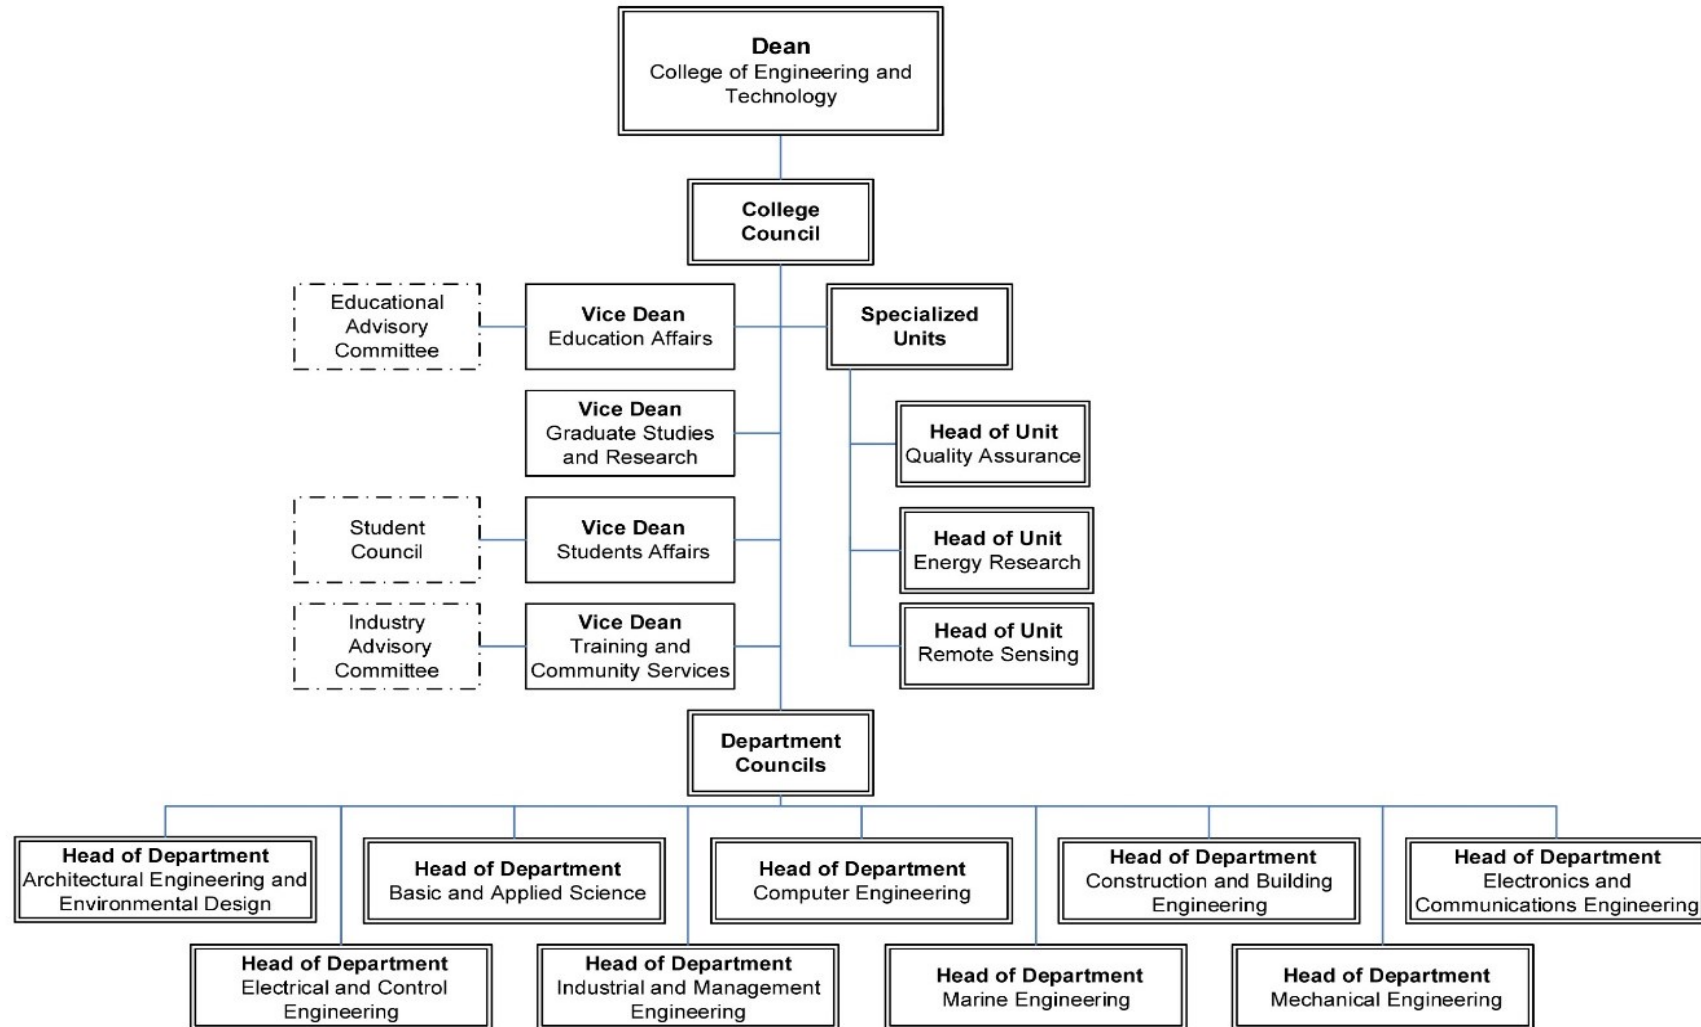 Dean
College of Engineering and
Technology
College
Council
Educational
Advisory
Committee
Vice Dean
Education Affairs
Specialized
Units
Vice Dean
Graduate Studies
and Research
Head of Unit
Quality Assurance
Student
Council
Vice Dean
Students Affairs
Head of Unit
Energy Research
Industry
Advisory
Committee
Vice Dean
Training and
Community Services
Head of Unit
Remote Sensing
Department
Councils
Head of Department
Architectural Engineering and
Environmental Design
Head of Department
Basic and Applied Science
Head of Department
Computer Engineering
Head of Department
Construction and Building
Engineering
Head of Department
Electronics and
Communications Engineering
Head of Department
Electrical and Control
Engineering
Head of Department
Industrial and Management
Engineering
Head of Department
Marine Engineering
Head of Department
Mechanical Engineering